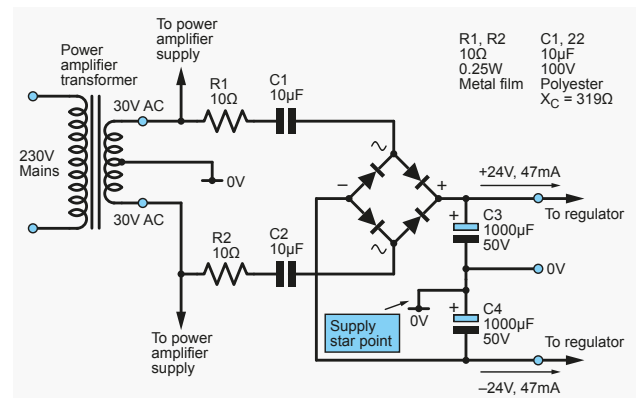 To power
amplifier
supply
Power
amplifier
transformer
R1, R2
10Ω
0.25W
Metal film
C1, 22
10µF
100V
Polyester
X_C = 319Ω
30V AC
R1
10Ω
C1
10µF
230V
Mains
0V
30V AC
~
–
+
+24V, 47mA
To regulator
+
C3
1000µF
50V
R2
10Ω
C2
10µF
~
0V
Supply
star point
0V
+
C4
1000µF
50V
To power
amplifier
supply
To regulator
–24V, 47mA